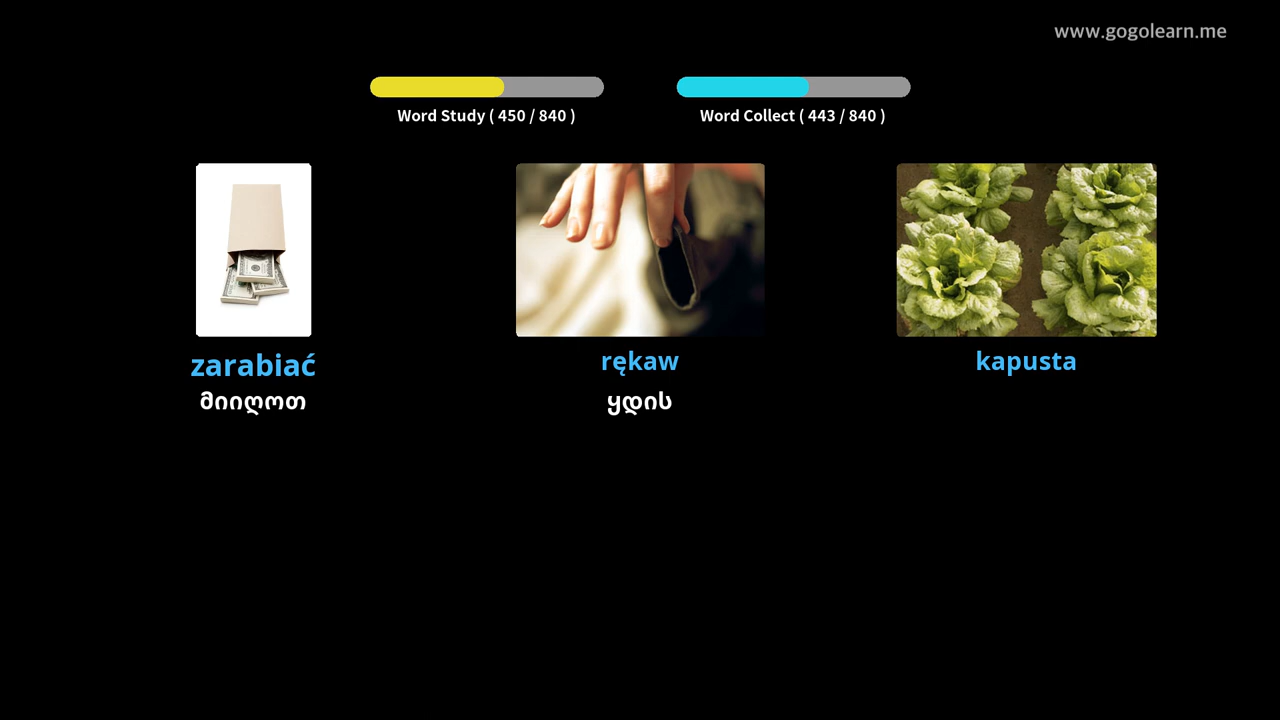 www.gogolearn.me
Word Study ( 450 / 840 )
Word Collect ( 443 / 840 )
zarabiać
rękaw
kapusta
მიიღოთ
ყდის